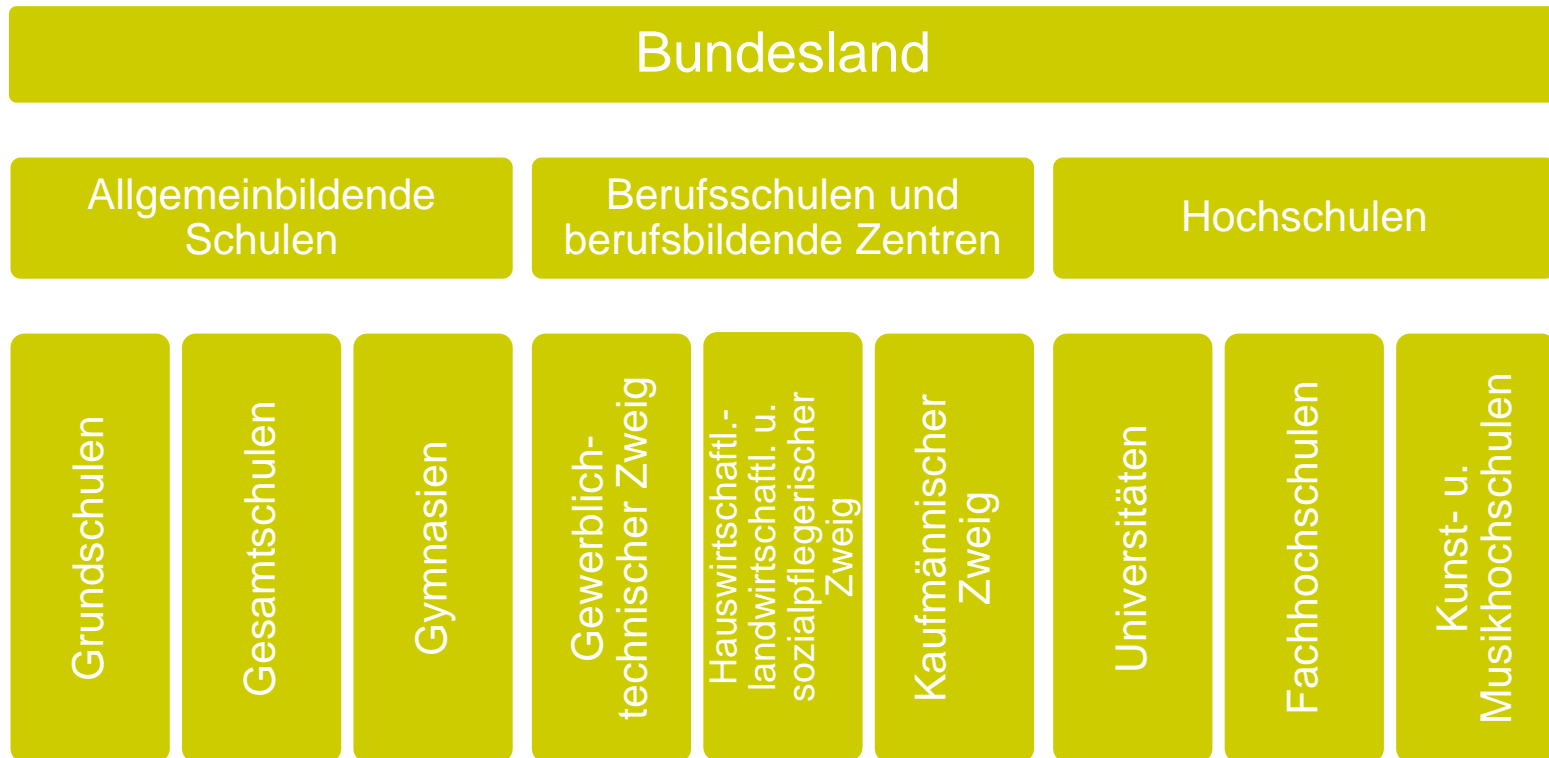 Bundesland
Allgemeinbildende
Schulen
Berufsschulen und
berufsbildende Zentren
Hochschulen
Grundschulen
Gesamtschulen
Gymnasien
Gewerblich-
technischer Zweig
Hauswirtschaftl.-
landwirtschaftl. u.
sozialpflegerischer
Zweig
Kaufmännischer
Zweig
Universitäten
Fachhochschulen
Kunst- u.
Musikhochschulen